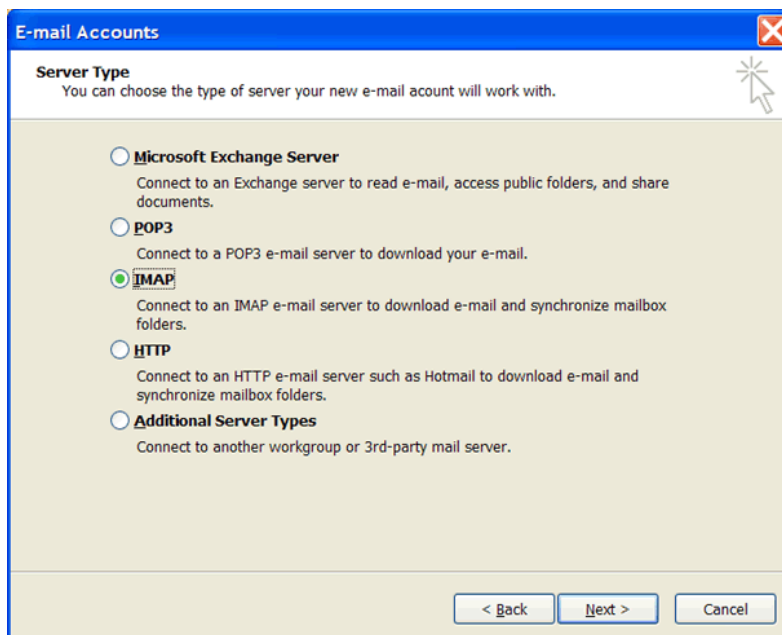 E-mail Accounts
Server Type
You can choose the type of server your new e-mail acount will work with.
Microsoft Exchange Server
Connect to an Exchange server to read e-mail, access public folders, and share
documents.
POP3
Connect to a POP3 e-mail server to download your e-mail.
IMAP
Connect to an IMAP e-mail server to download e-mail and synchronize mailbox
folders.
HTTP
Connect to an HTTP e-mail server such as Hotmail to download e-mail and
synchronize mailbox folders.
Additional Server Types
Connect to another workgroup or 3rd-party mail server.
< Back Next > Cancel